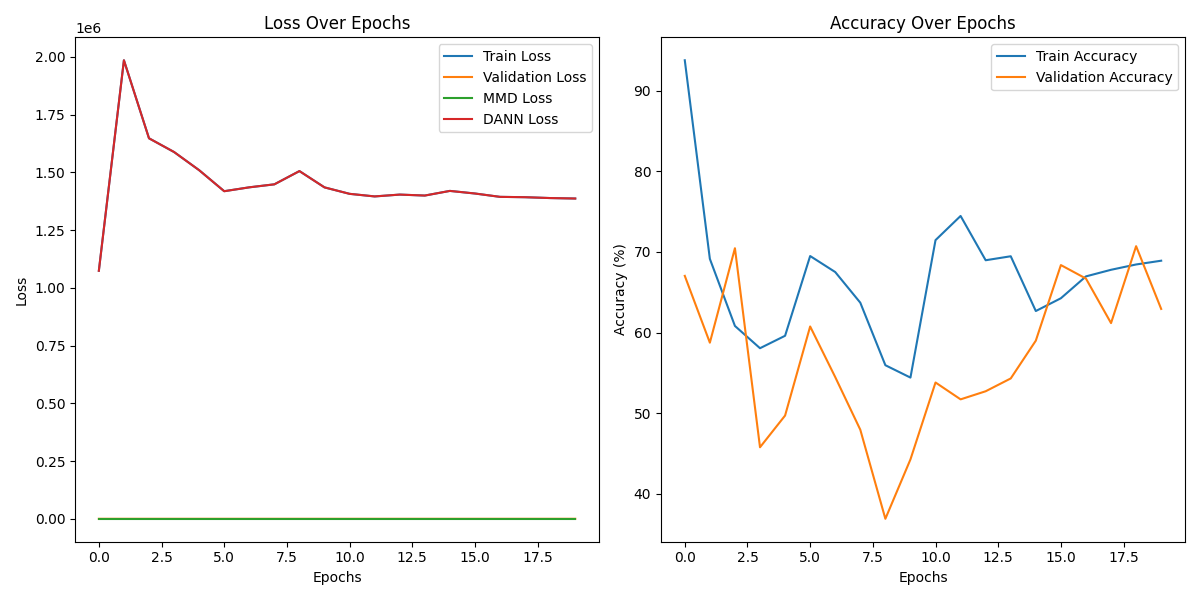 Loss Over Epochs
1e6
Train Loss
Validation Loss
MMD Loss
DANN Loss
2.00
1.75
1.50
1.25
1.00
0.75
0.50
0.25
0.00
Loss
0.0 2.5 5.0 7.5 10.0 12.5 15.0 17.5
Epochs
Accuracy Over Epochs
Train Accuracy
Validation Accuracy
90
80
70
60
50
40
Accuracy (%)
0.0 2.5 5.0 7.5 10.0 12.5 15.0 17.5
Epochs